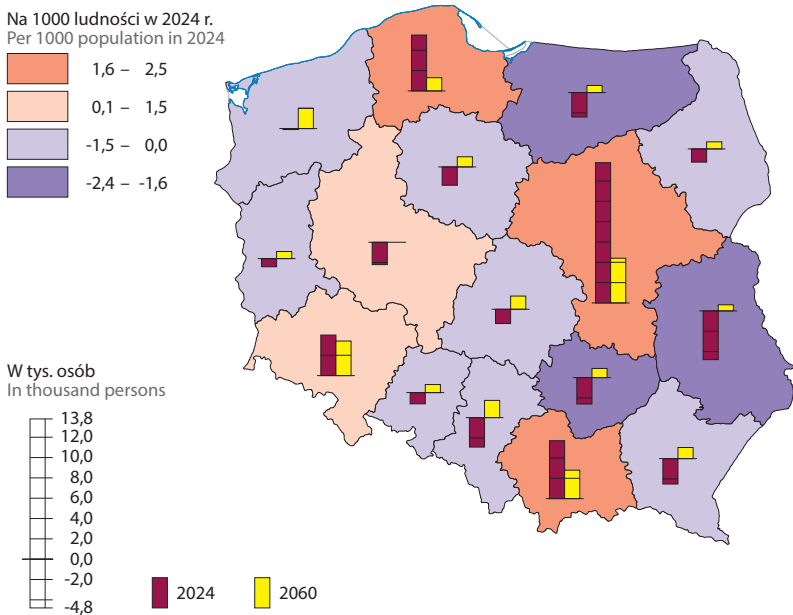 Na 1000 ludności w 2024 r.
Per 1000 population in 2024
1,6 – 2,5
0,1 – 1,5
-1,5 – 0,0
-2,4 – -1,6
W tys. osób
In thousand persons
13,8
12,0
10,0
8,0
6,0
4,0
2,0
0,0
-2,0
-4,8
2024
2060